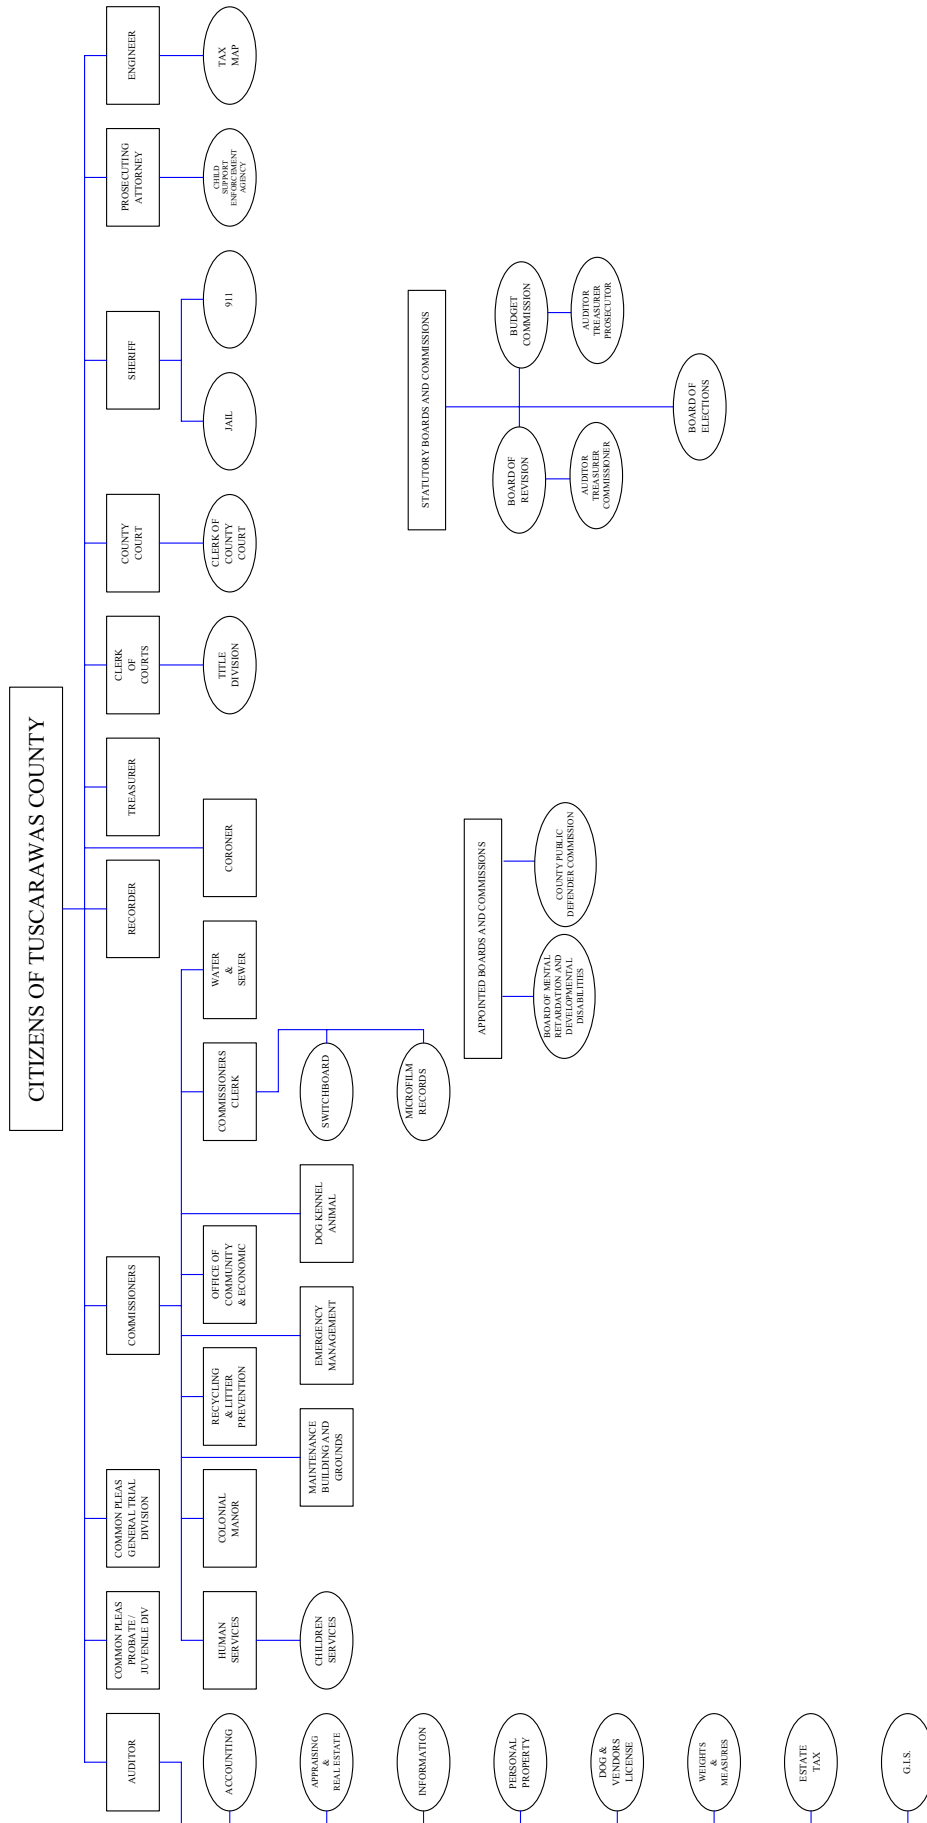 CITIZENS OF TUSCARAWAS COUNTY
AUDITOR
COMMON PLEAS
PROBATE /
JUVENILE DIV
COMMON PLEAS
GENERAL TRIAL
DIVISION
COMMISSIONERS
RECORDER
TREASURER
CLERK
OF
COURTS
COUNTY
COURT
SHERIFF
PROSECUTING
ATTORNEY
ENGINEER
ACCOUNTING
HUMAN
SERVICES
COLONIAL
MANOR
RECYCLING
& LITTER
PREVENTION
OFFICE OF
COMMUNITY
& ECONOMIC
COMMISSIONERS
CLERK
WATER
&
SEWER
CORONER
TITLE
DIVISION
CLERK OF
COUNTY
COURT
JAIL
911
CHILD
SUPPORT
ENFORCEMENT
AGENCY
TAX
MAP
APPRAISING
&
REAL ESTATE
CHILDREN
SERVICES
MAINTENANCE
BUILDING AND
GROUNDS
EMERGENCY
MANAGEMENT
DOG KENNEL
ANIMAL
SWITCHBOARD
INFORMATION
MICROFILM
RECORDS
PERSONAL
PROPERTY
DOG &
VENDORS
LICENSE
WEIGHTS
&
MEASURES
ESTATE
TAX
G.I.S.
APPOINTED BOARDS AND COMMISSIONS
BOARD OF MENTAL
RETARDATION AND
DEVELOPMENTAL
DISABILITIES
COUNTY PUBLIC
DEFENDER COMMISSION
STATUTORY BOARDS AND COMMISSIONS
BOARD OF
REVISION
BUDGET
COMMISSION
AUDITOR
TREASURER
COMMISSIONER
AUDITOR
TREASURER
PROSECUTOR
BOARD OF
ELECTIONS